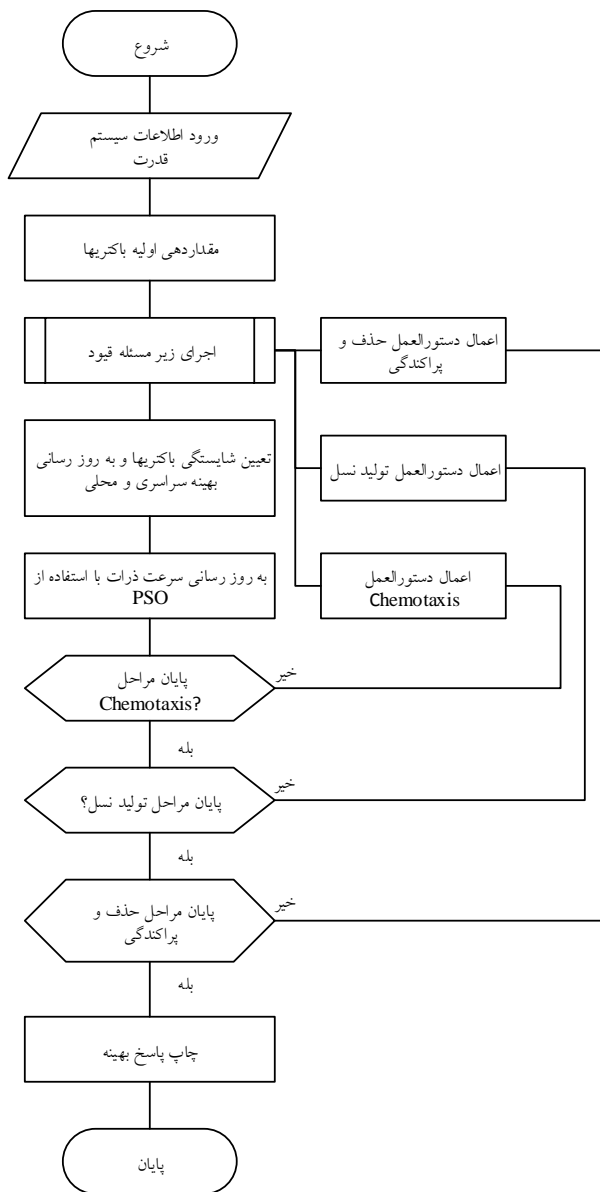 شروع
ورود اطلاعات سیستم
قدرت
مقداردهی اولیه باکتریها
اجرای زیر مسئله قیود
اعمال دستورالعمل حذف و
پراکندگی
تعیین شایستگی باکتریها و به روز رسانی
بهینه سراسری و محلی
اعمال دستورالعمل تولید نسل
به روز رسانی سرعت ذرات با استفاده از
PSO
اعمال دستورالعمل
Chemotaxis
پایان مراحل
Chemotaxis?
خیر
بله
پایان مراحل تولید نسل؟
خیر
بله
پایان مراحل حذف و
پراکندگی
خیر
بله
چاپ پاسخ بهینه
پایان